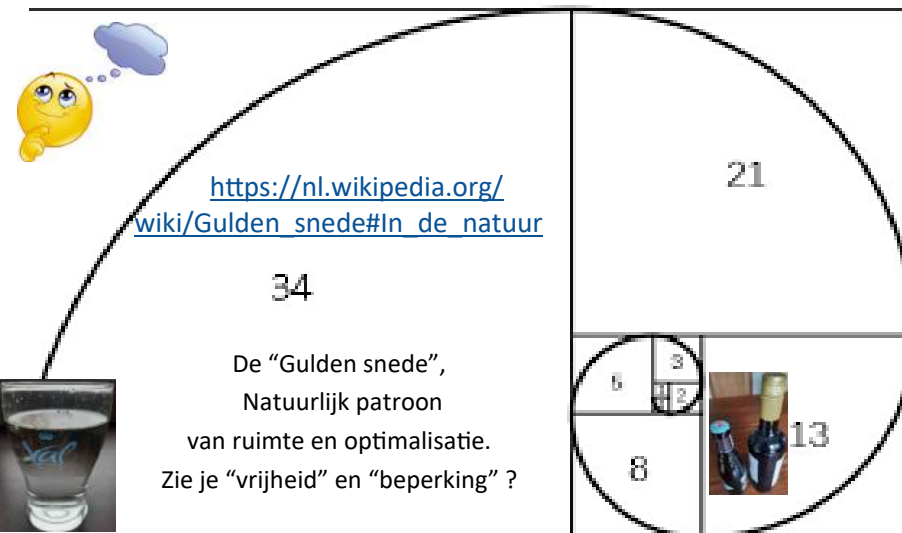 https://nl.wikipedia.org/
wiki/Gulden_snede#In_de_natuur
34
De “Gulden snede”,
Natuurlijk patroon
van ruimte en optimalisatie.
Zie je “vrijheid” en “beperking” ?
21
3
5
2
8
13